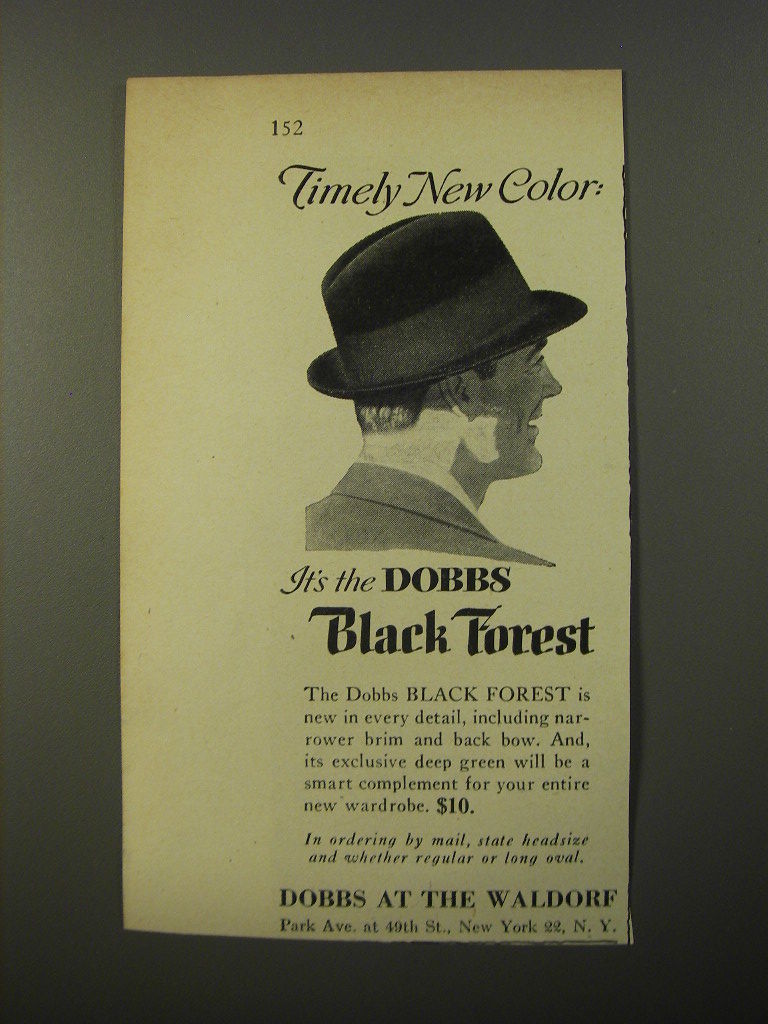 152
Timely New Color:
It's the DOBBS
Black Forest
The Dobbs BLACK FOREST is
new in every detail, including nar-
rower brim and back bow. And,
its exclusive deep green will be a
smart complement for your entire
new wardrobe. $10.
In ordering by mail, state headsize
and whether regular or long oval.
DOBBS AT THE WALDORF
Park Ave. at 49th St., New York 22, N. Y.